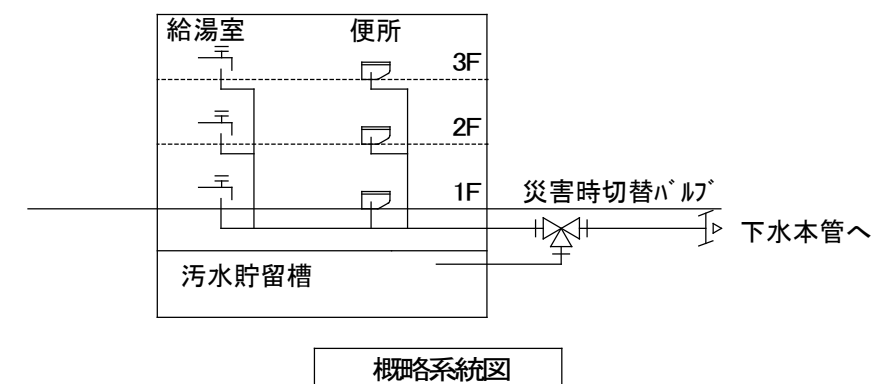 給湯室 便所
3F
2F
1F 災害時切替バルブ
下水本管へ
汚水貯留槽
概略系統図